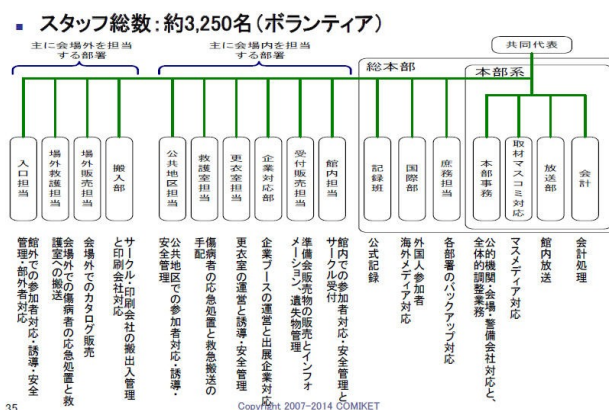 ■ スタッフ総数：約3,250名（ボランティア）
主に会場外を担当
する部署
主に会場内を担当
する部署
共同代表
総本部
本部系
入口担当
場外救護担当
場外販売担当
搬入部
公共地区担当
救護室担当
更衣室担当
企業対応部
受付販売担当
館内担当
記録班
国際部
庶務担当
本部事務
取材マスコミ対応
放送部
会計
館外での参加者対応・誘導・安全
管理・部外者対応
会場外での傷病者の応急処置と救
護室への搬送
会場外でのカタログ販売
サークル・印刷会社の搬出入管理
と印刷会社対応
公共地区での参加者対応・誘導・
安全管理
傷病者の応急処置と救急搬送の
手配
更衣室の運営と誘導・安全管理
企業ブースの運営と出展企業対応
準備会販売物の販売とインフォ
メーション、遺失物管理
館内での参加者対応・安全管理と
サークル受付
公式記録
外国人参加者
海外メディア対応
各部署のバックアップ対応
公的機関・会場・警備会社対応と、
全体的調整業務
マスメディア対応
館内放送
会計処理
35
Copyright 2007-2014 COMIKET